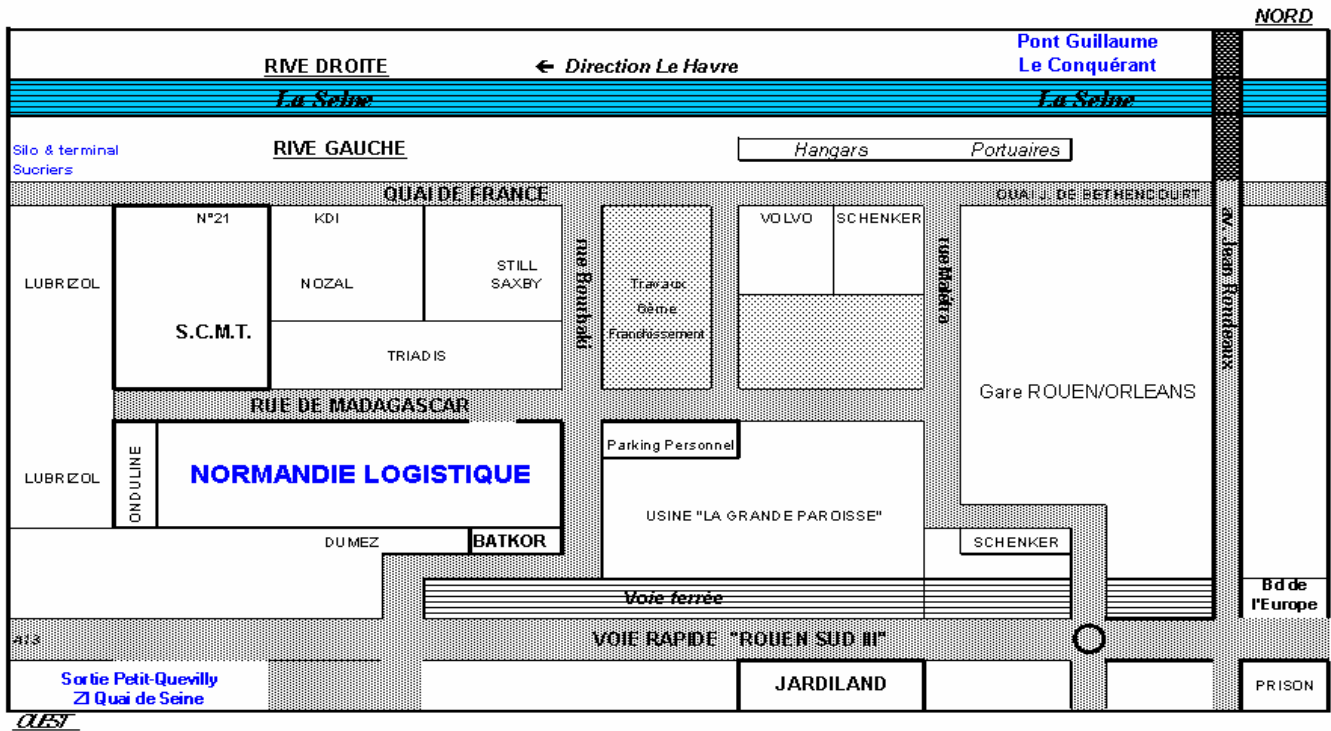 NORD
Pont Guillaume
Le Conquérant
RIVE DROITE
← Direction Le Havre
La Seine
La Seine
Silo & terminal
Sucriers
RIVE GAUCHE
Hangars Portuaires
QUAI DE FRANCE
QUAI J. DE BETHENCOURT
N°21
KDI
VOLVO
SCHENKER
LUBRIZOL
NOZAL
STILL
SAXBY
rue Bourbaki
Travaux
6ème
Franchissement
rue Malétra
av. Jean Rondeaux
S.C.M.T.
TRIADIS
Gare ROUEN/ORLEANS
RUE DE MADAGASCAR
Parking Personnel
LUBRIZOL
ONDULINE
NORMANDIE LOGISTIQUE
USINE "LA GRANDE PAROISSE"
DUMEZ
BATKOR
SCHENKER
Voie ferrée
Bd de
l'Europe
A13
VOIE RAPIDE "ROUEN SUD III"
Sortie Petit-Quevilly
ZI Quai de Seine
JARDILAND
PRISON
OUEST